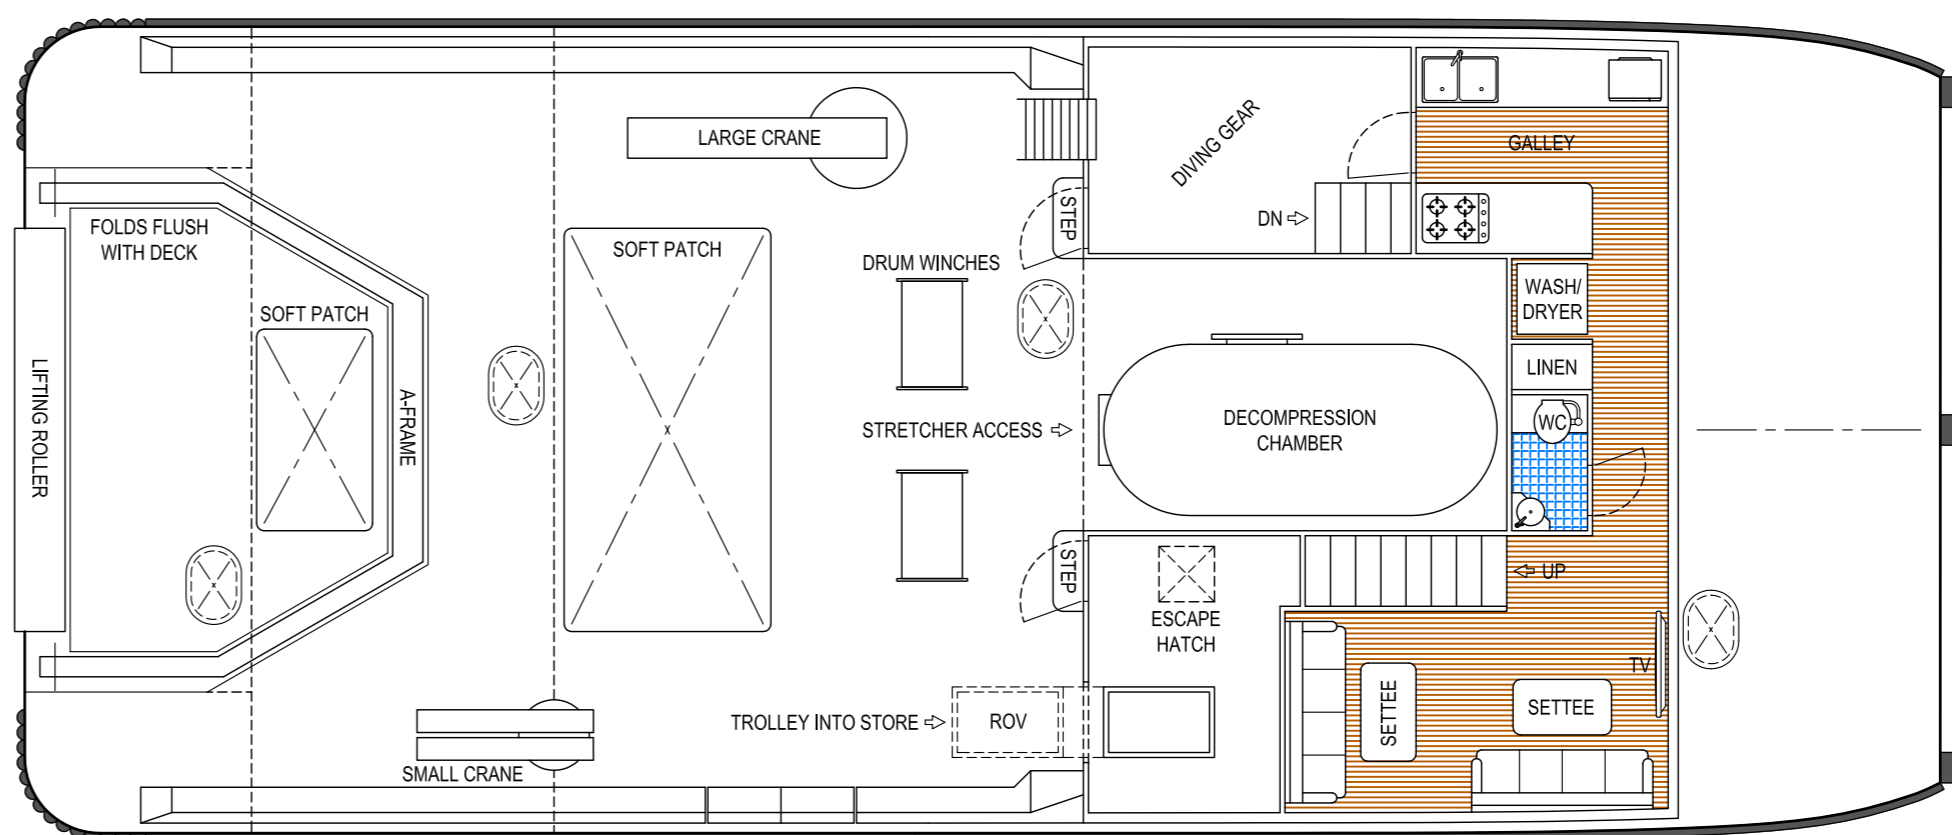 LARGE CRANE
DIVING GEAR
GALLEY
STEP
DN
FOLDS FLUSH
WITH DECK
SOFT PATCH
DRUM WINCHES
WASH/
DRYER
SOFT PATCH
LINEN
LIFTING ROLLER
A-FRAME
STRETCHER ACCESS
DECOMPRESSION
CHAMBER
WC
STEP
UP
ESCAPE
HATCH
TV
TROLLEY INTO STORE
ROV
SETTEE
SETTEE
SMALL CRANE